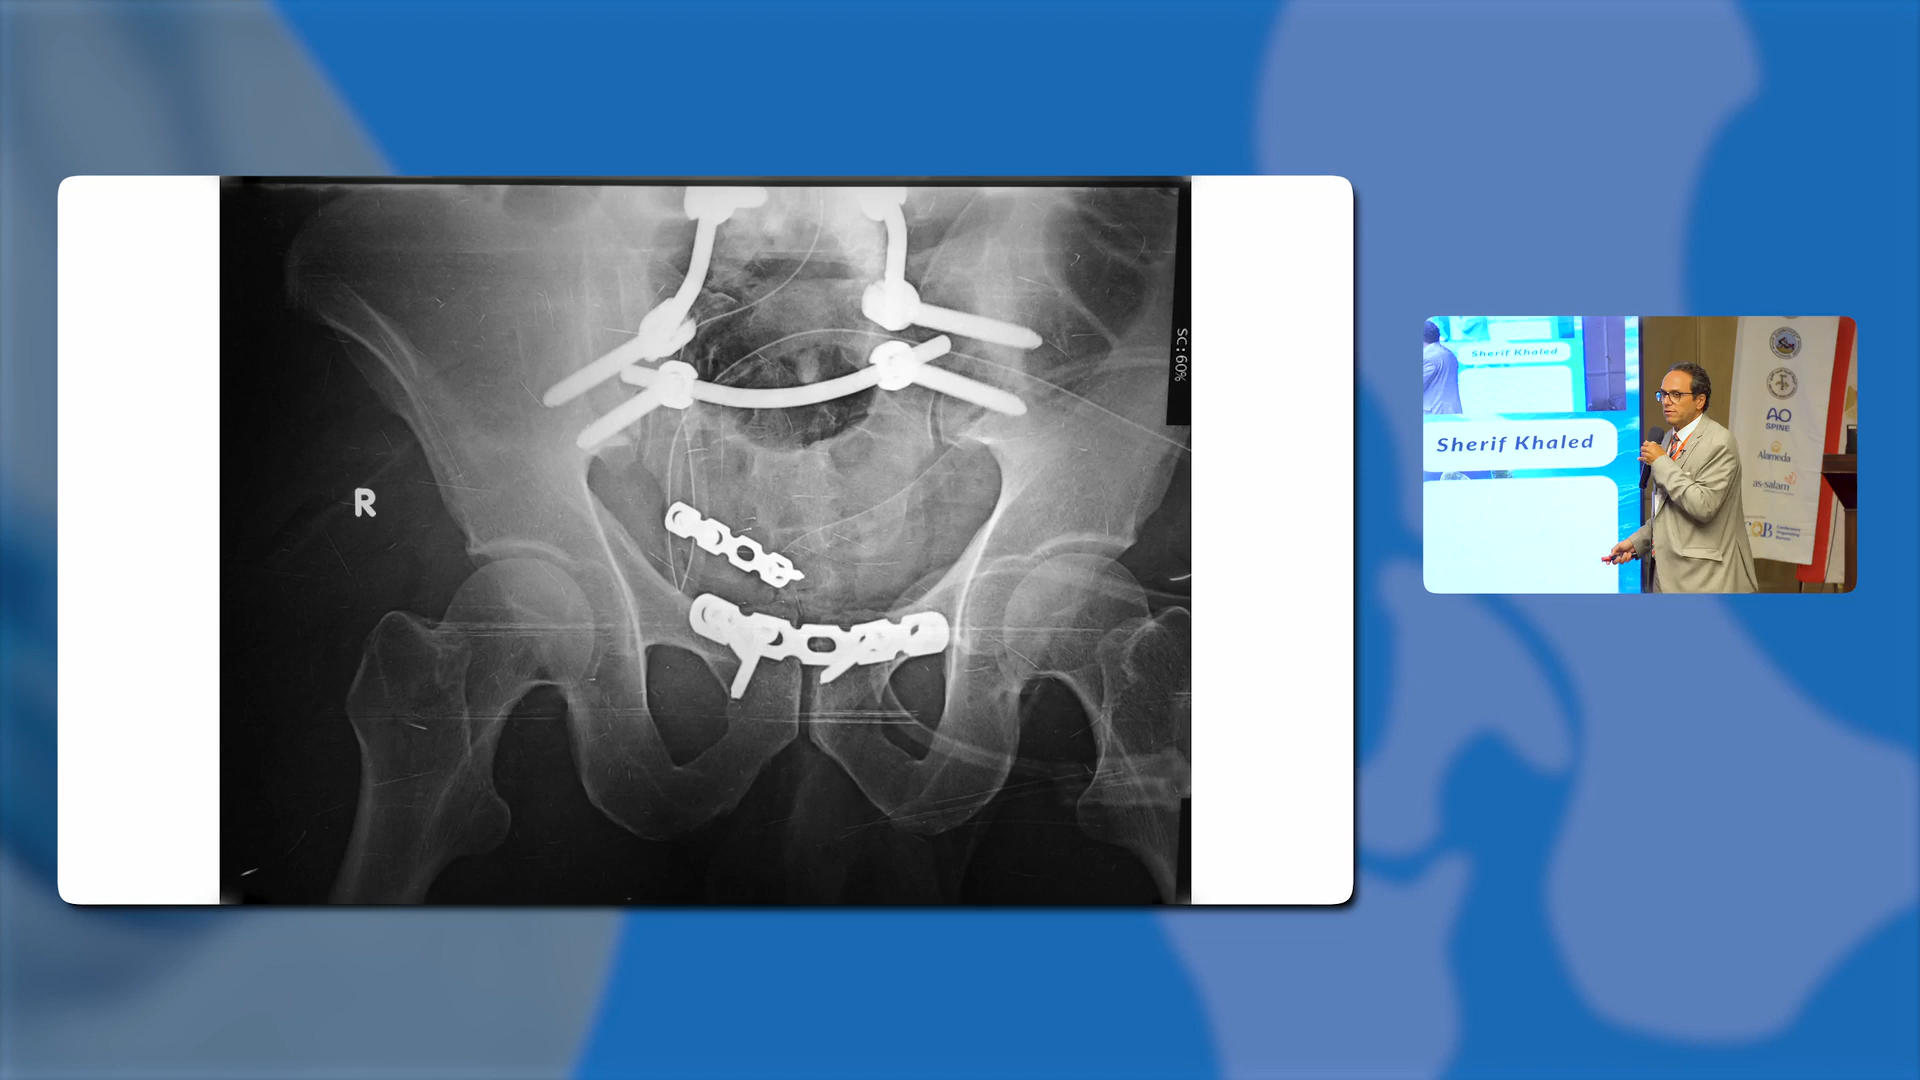 R
SC:60%
Sherif Khaled
Sherif Khaled
AO
SPINE
Alameda
as-salam